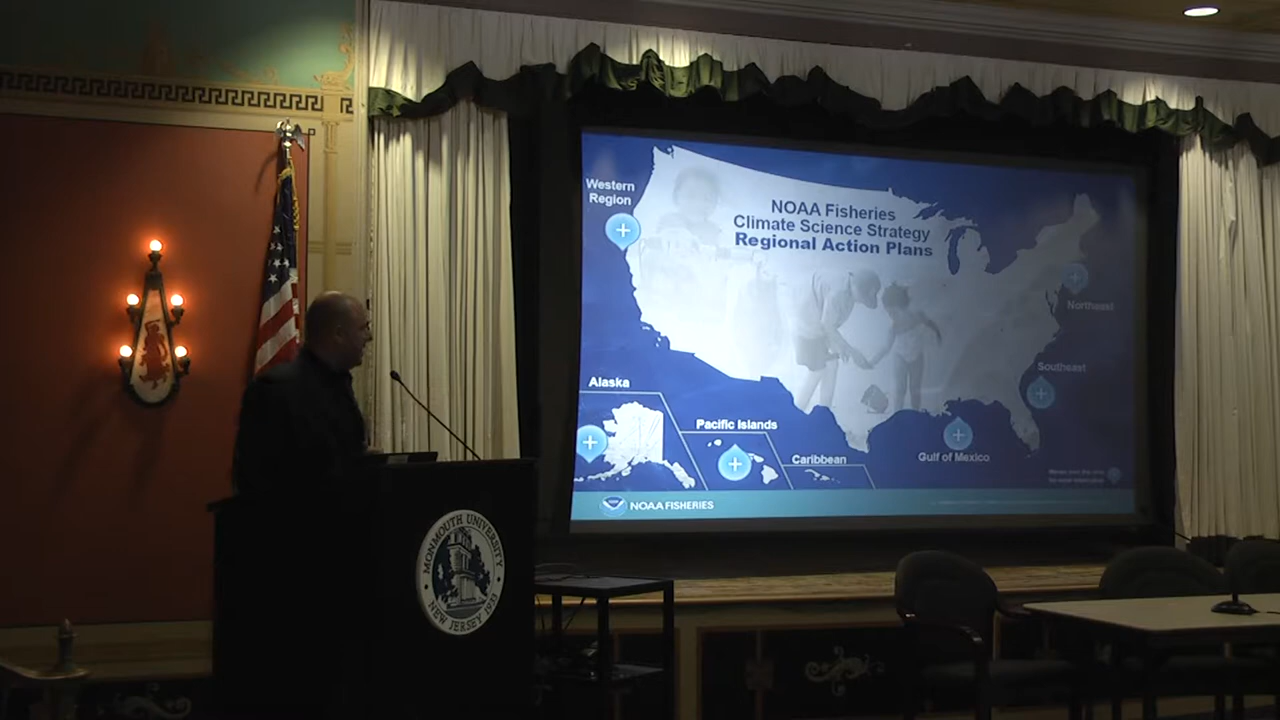 Western
Region
NOAA Fisheries
Climate Science Strategy
Regional Action Plans
Northeast
Southeast
Alaska
Pacific Islands
Caribbean
Gulf of Mexico
NOAA FISHERIES
MONMOUTH UNIVERSITY
NEW JERSEY 1933